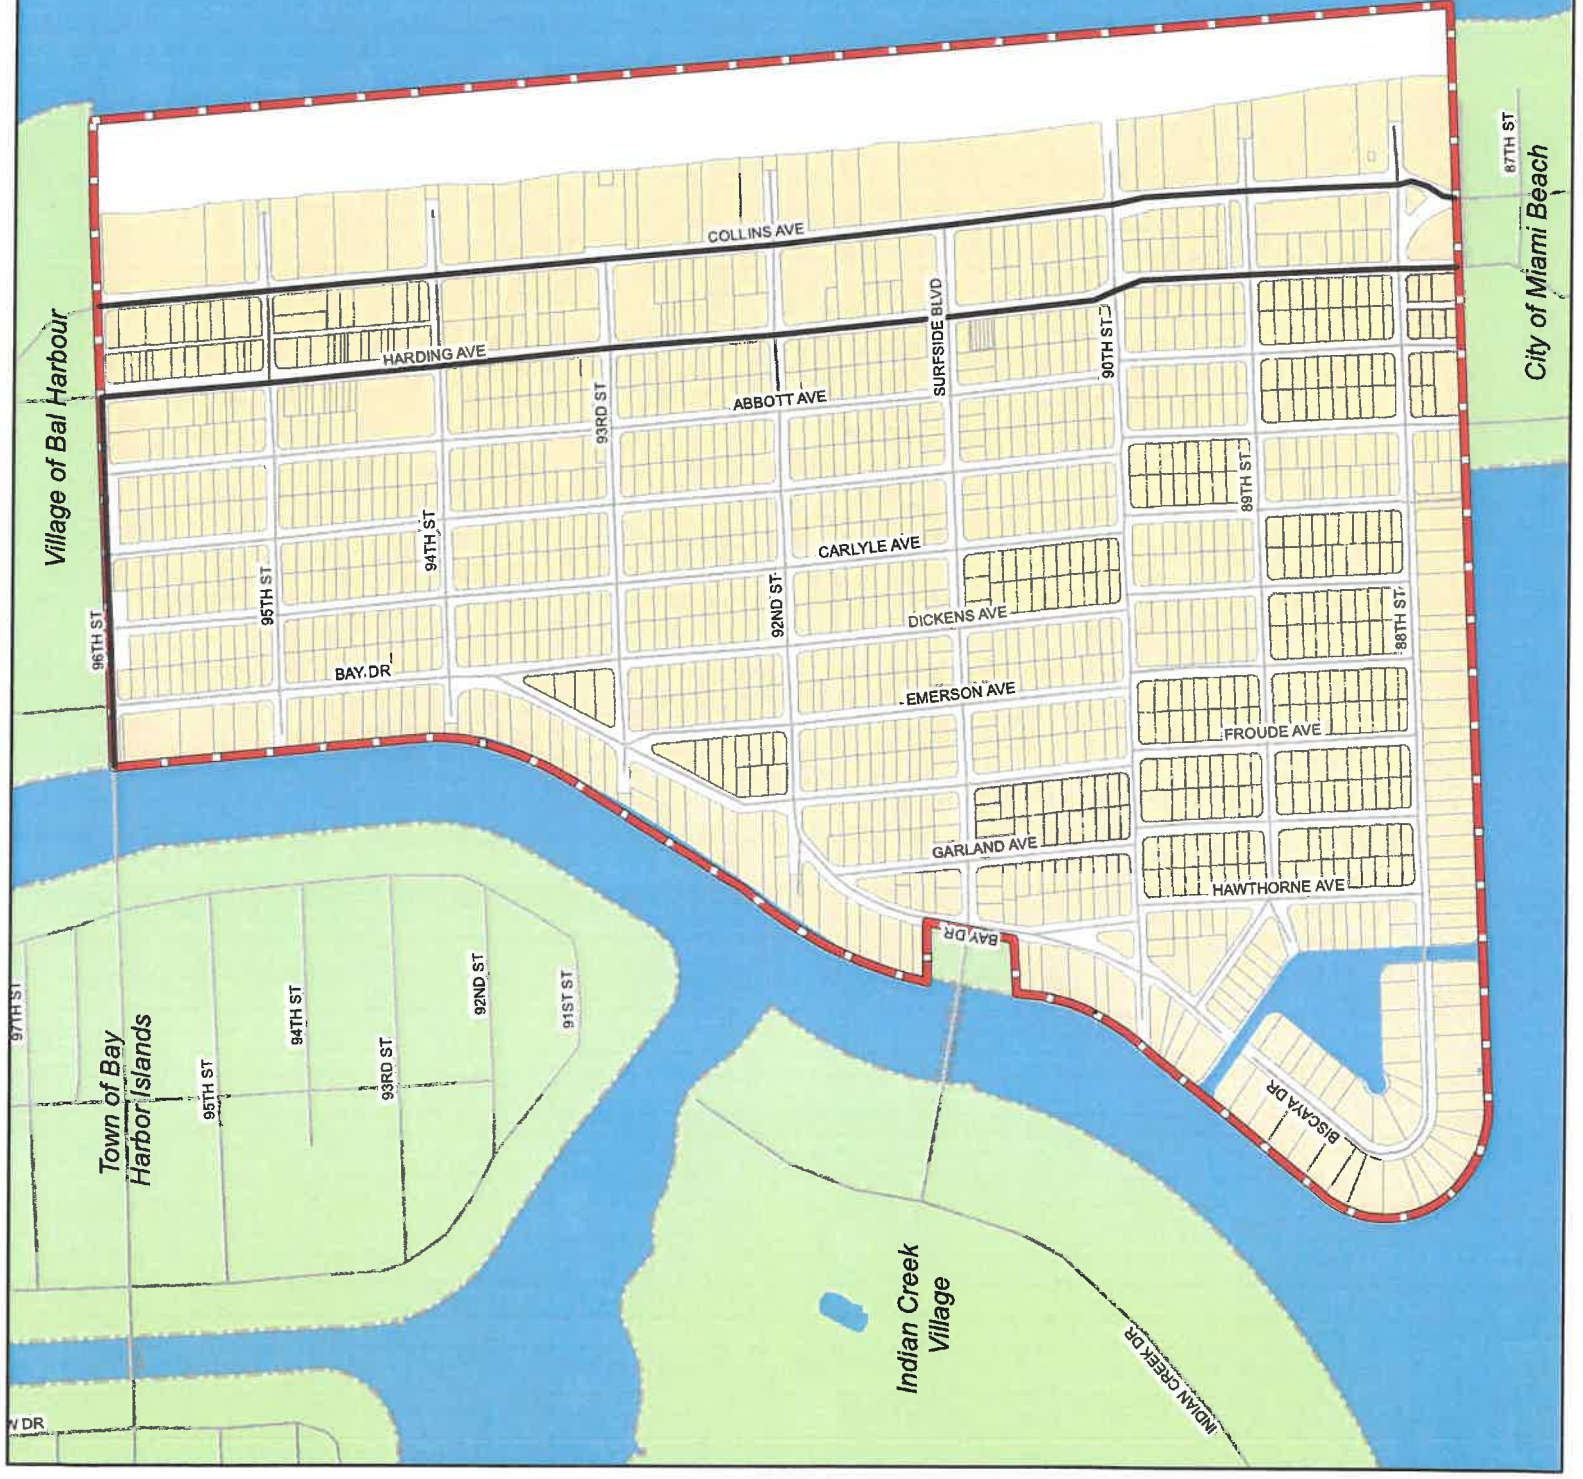 Village of Bal Harbour
City of Miami Beach
87TH ST
COLLINS AVE
HARDING AVE
SURFSIDE BLVD
90TH ST
ABBOTT AVE
93RD ST
89TH ST
94TH ST
CARLYLE AVE
95TH ST
92ND ST
DICKENS AVE
88TH ST
96TH ST
BAY DR
EMERSON AVE
FROUDE AVE
GARLAND AVE
HAWTHORNE AVE
BAY DR
BISCAYA DR
97TH ST
Town of Bay
Harbor Islands
95TH ST
94TH ST
93RD ST
92ND ST
91ST ST
Indian Creek
Village
INDIAN CREEK DR
DR